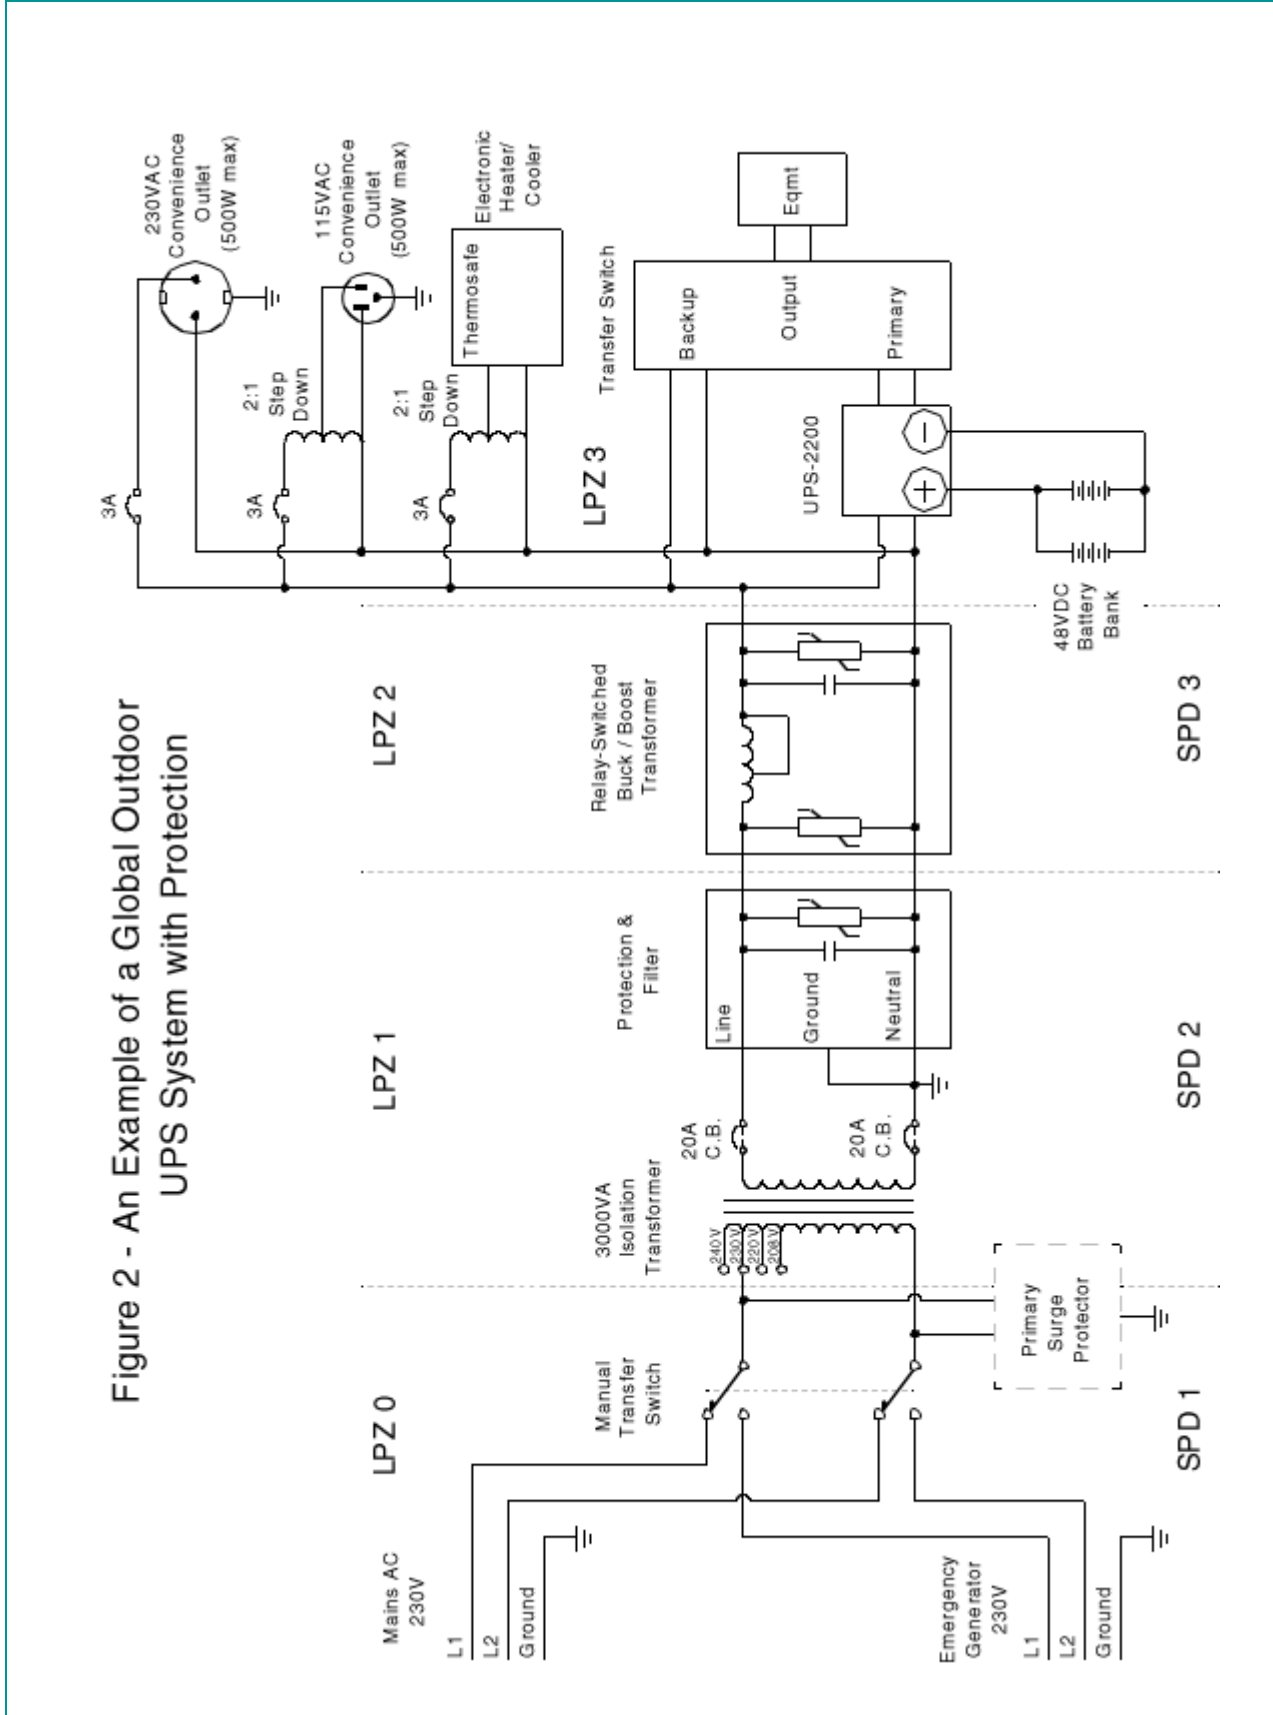 Figure 2 - An Example of a Global Outdoor
UPS System with Protection
LPZ 0
LPZ 1
LPZ 2
LPZ 3
Mains AC
230V
L1
L2
Ground
Manual
Transfer
Switch
3000VA
Isolation
Transformer
240V
230V
220V
208V
20A
C.B.
20A
C.B.
Protection &
Filter
Line
Ground
Neutral
Relay-Switched
Buck / Boost
Transformer
3A
230VAC
Convenience
Outlet
(500W max)
3A
2:1
Step
Down
115VAC
Convenience
Outlet
(500W max)
3A
2:1
Step
Down
Thermosafe
Electronic
Heater/
Cooler
Transfer Switch
Backup
Output
Primary
Eqmt
UPS-2200
+
−
48VDC
Battery
Bank
Emergency
Generator
230V
L1
L2
Ground
Primary
Surge
Protector
SPD 1
SPD 2
SPD 3